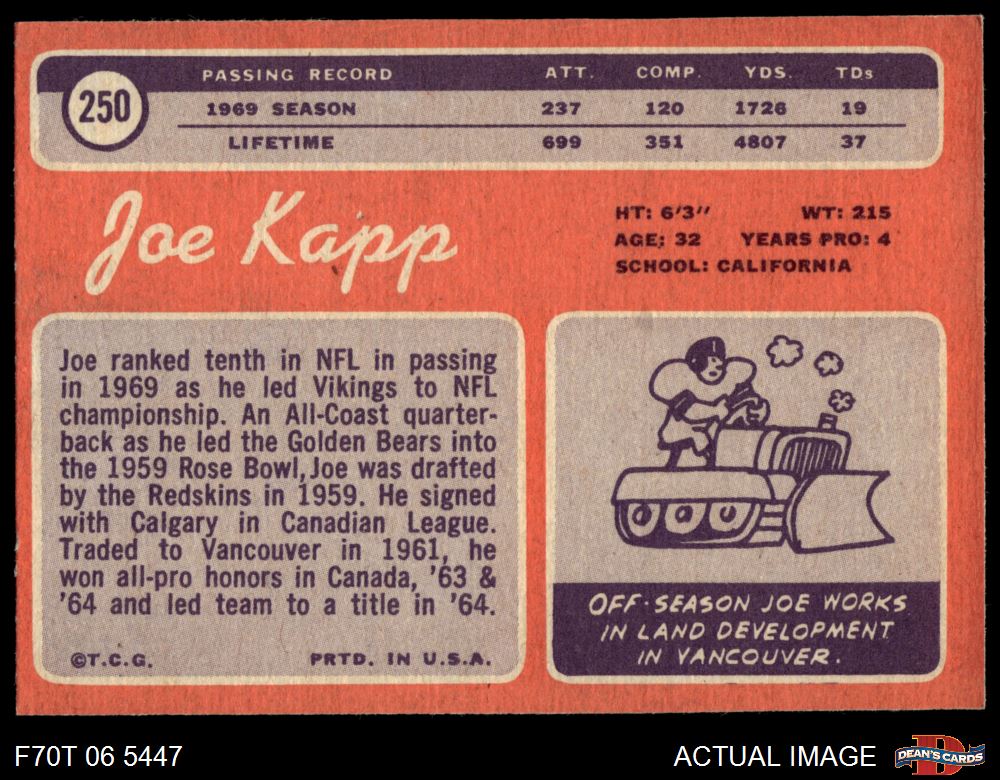 250
PASSING RECORD ATT. COMP. YDS. TDs
1969 SEASON 237 120 1726 19
LIFETIME 699 351 4807 37
Joe Kapp
HT: 6'3'' WT: 215
AGE: 32 YEARS PRO: 4
SCHOOL: CALIFORNIA
Joe ranked tenth in NFL in passing
in 1969 as he led Vikings to NFL
championship. An All-Coast quarter-
back as he led the Golden Bears into
the 1959 Rose Bowl, Joe was drafted
by the Redskins in 1959. He signed
with Calgary in Canadian League.
Traded to Vancouver in 1961, he
won all-pro honors in Canada, '63 &
'64 and led team to a title in '64.
©T.C.G. PRTD. IN U.S.A.
OFF-SEASON JOE WORKS
IN LAND DEVELOPMENT
IN VANCOUVER.
F70T 06 5447
ACTUAL IMAGE
D
DEAN'S CARDS